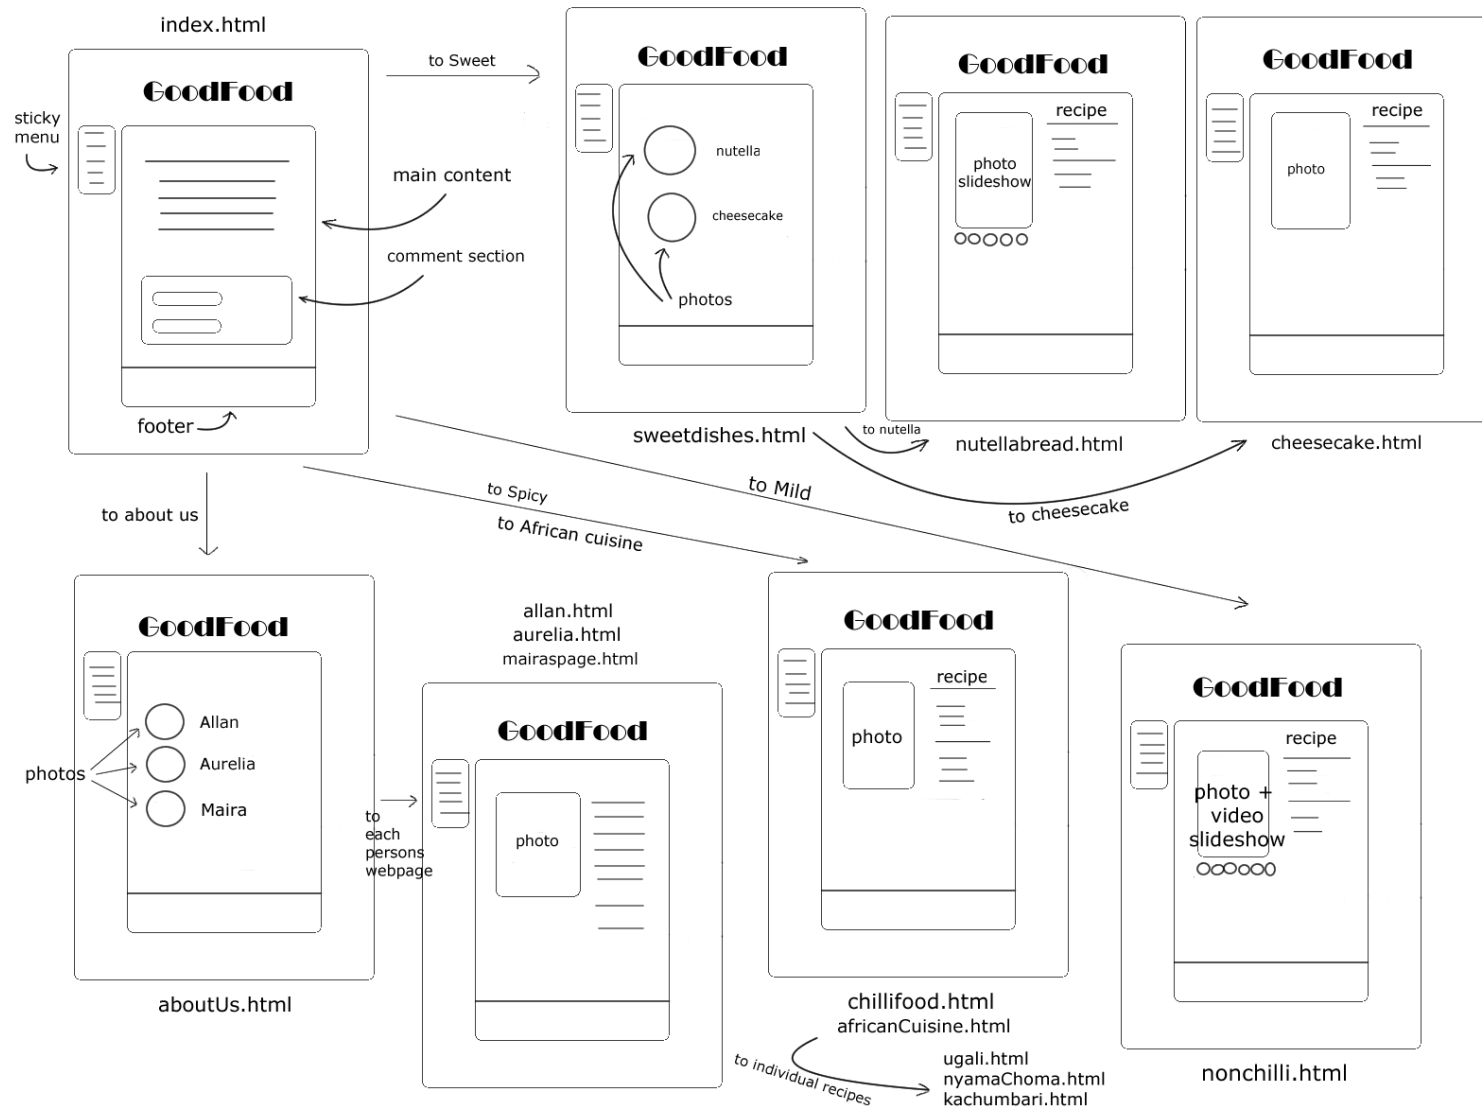 index.html
GoodFood
sticky
menu
main content
comment section
footer
to Sweet
GoodFood
nutella
cheesecake
photos
sweetdishes.html
GoodFood
photo
slideshow
recipe
to nutella
nutellabread.html
GoodFood
photo
recipe
cheesecake.html
to cheesecake
to Mild
to Spicy
to African cuisine
to about us
GoodFood
photos
Allan
Aurelia
Maira
aboutUs.html
to
each
persons
webpage
allan.html
aurelia.html
mairaspage.html
GoodFood
photo
GoodFood
photo
recipe
chillifood.html
africanCuisine.html
to individual recipes
ugali.html
nyamaChoma.html
kachumbari.html
GoodFood
recipe
photo +
video
slideshow
nonchilli.html